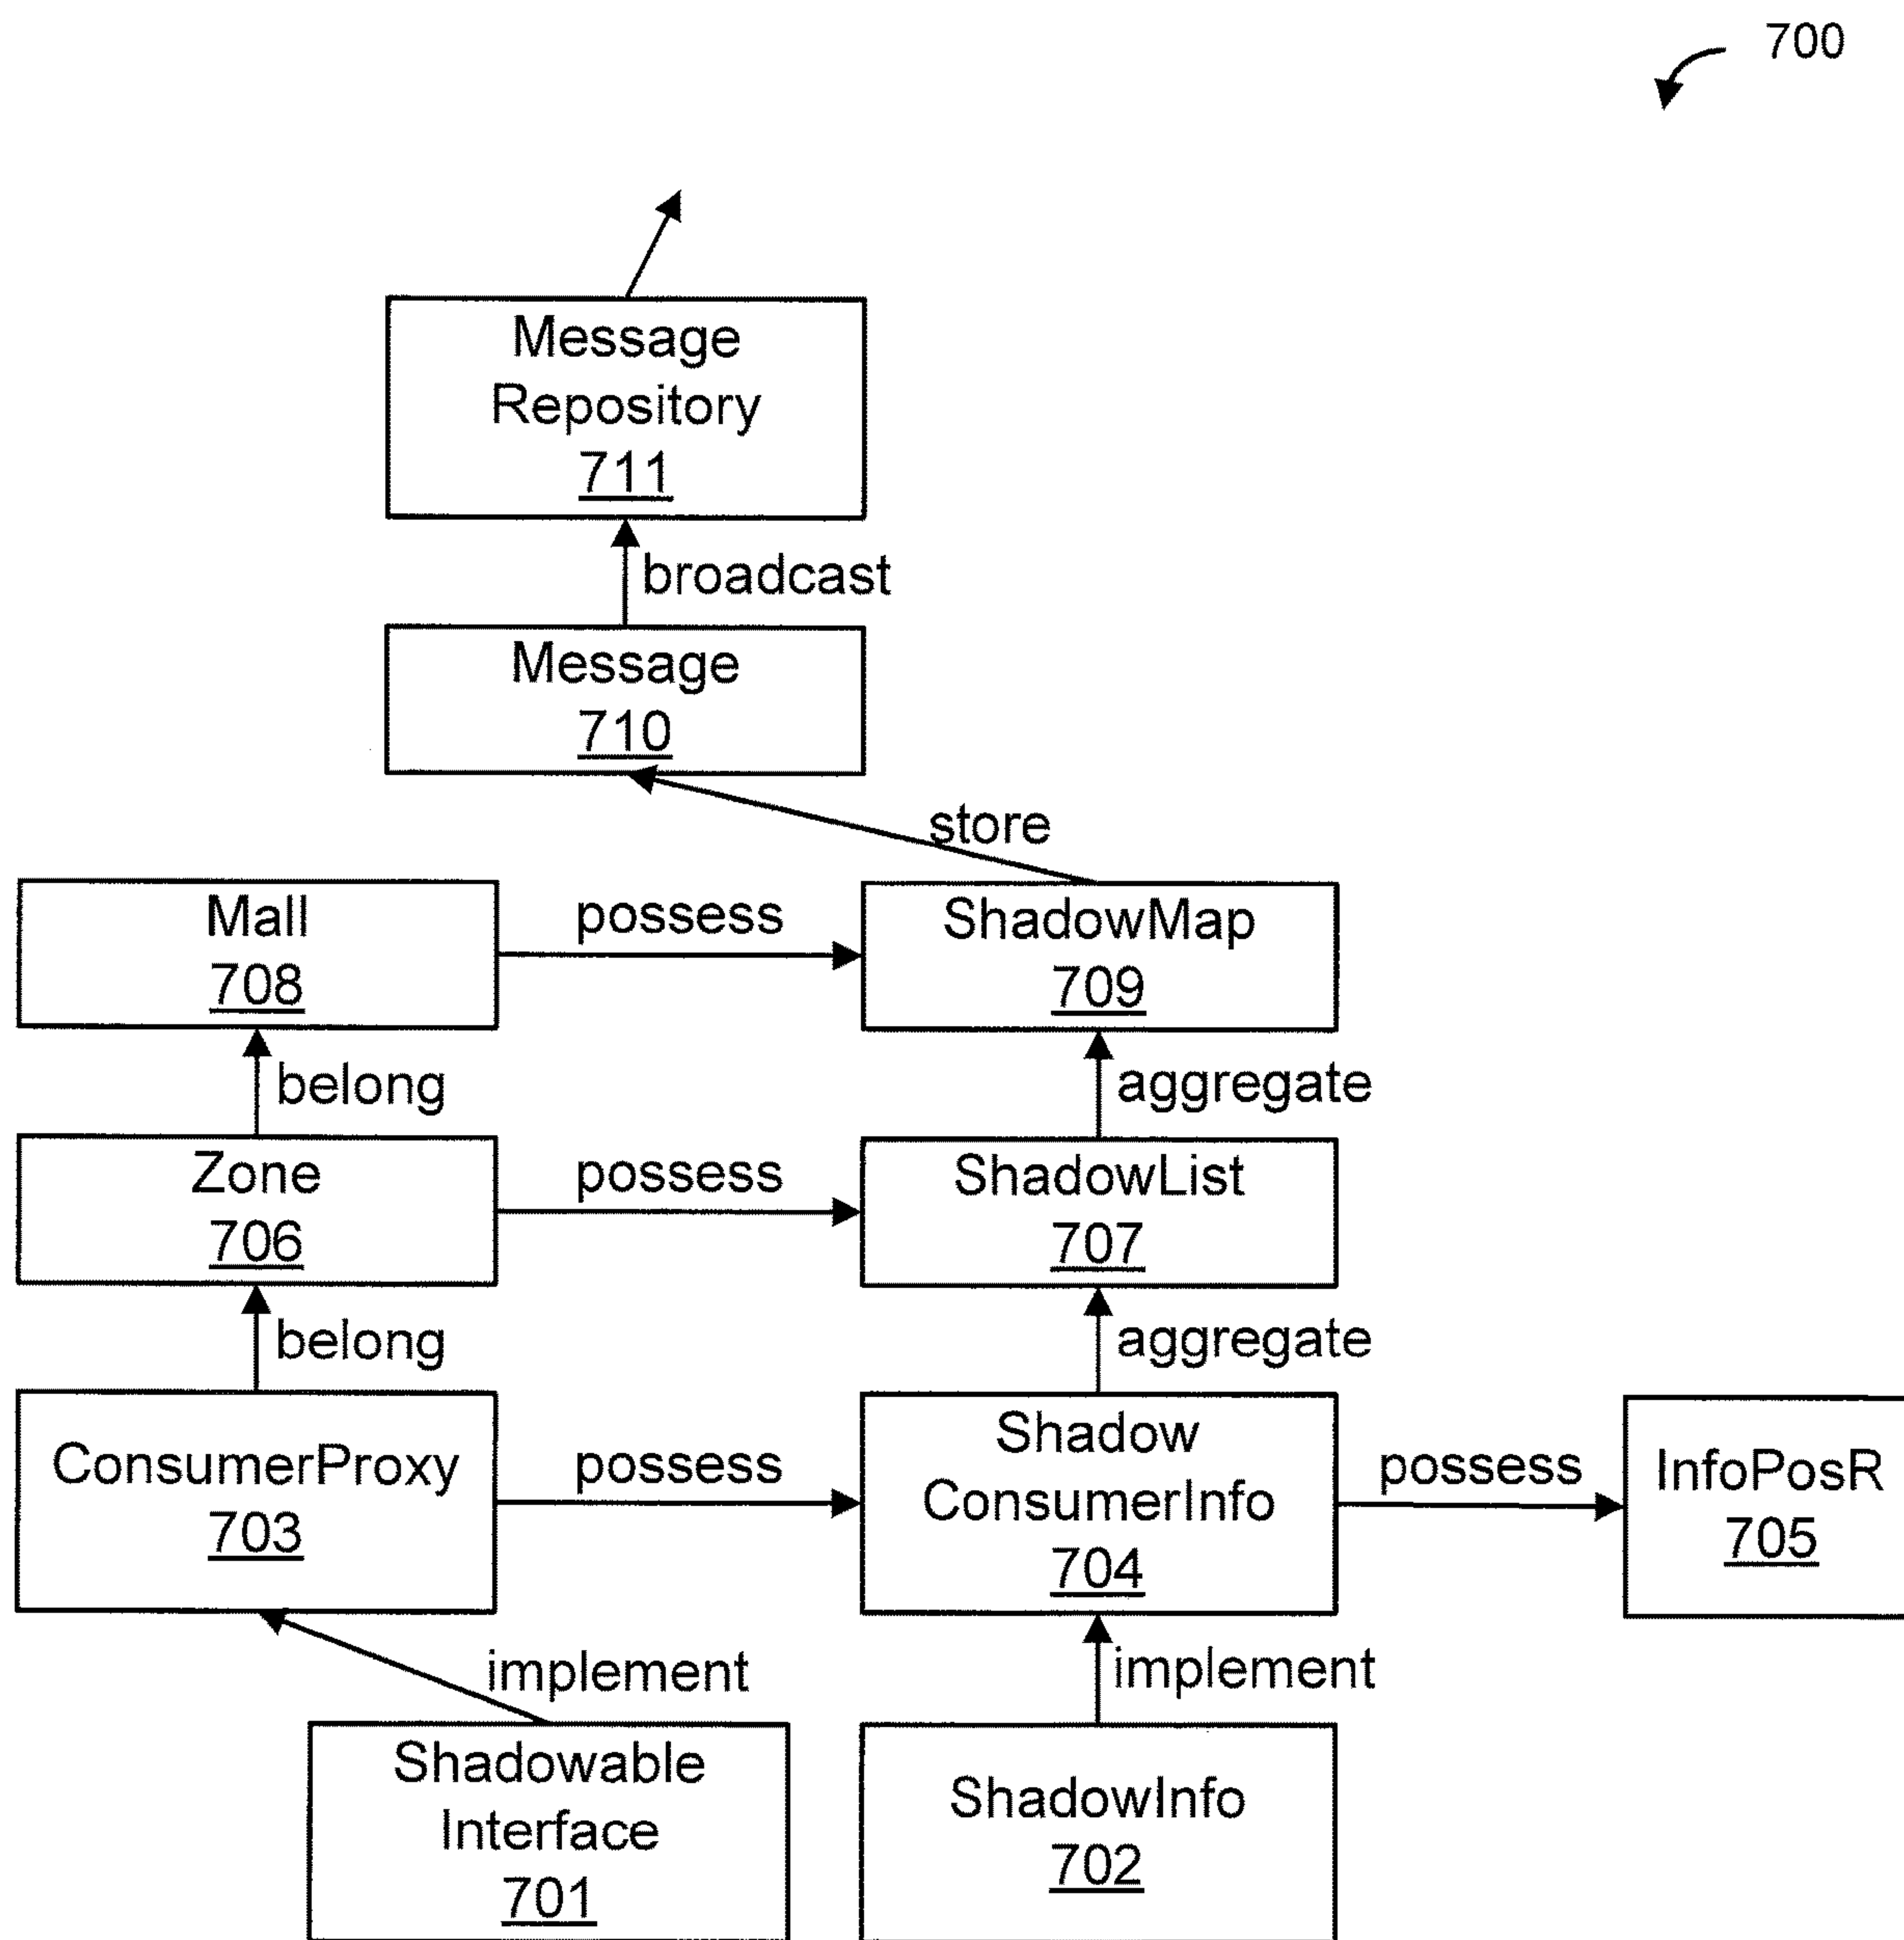 700
Message
Repository
711
broadcast
Message
710
store
Mall
708
possess
ShadowMap
709
belong
aggregate
Zone
706
possess
ShadowList
707
belong
aggregate
ConsumerProxy
703
possess
Shadow
ConsumerInfo
704
possess
InfoPosR
705
implement
implement
Shadowable
Interface
701
ShadowInfo
702